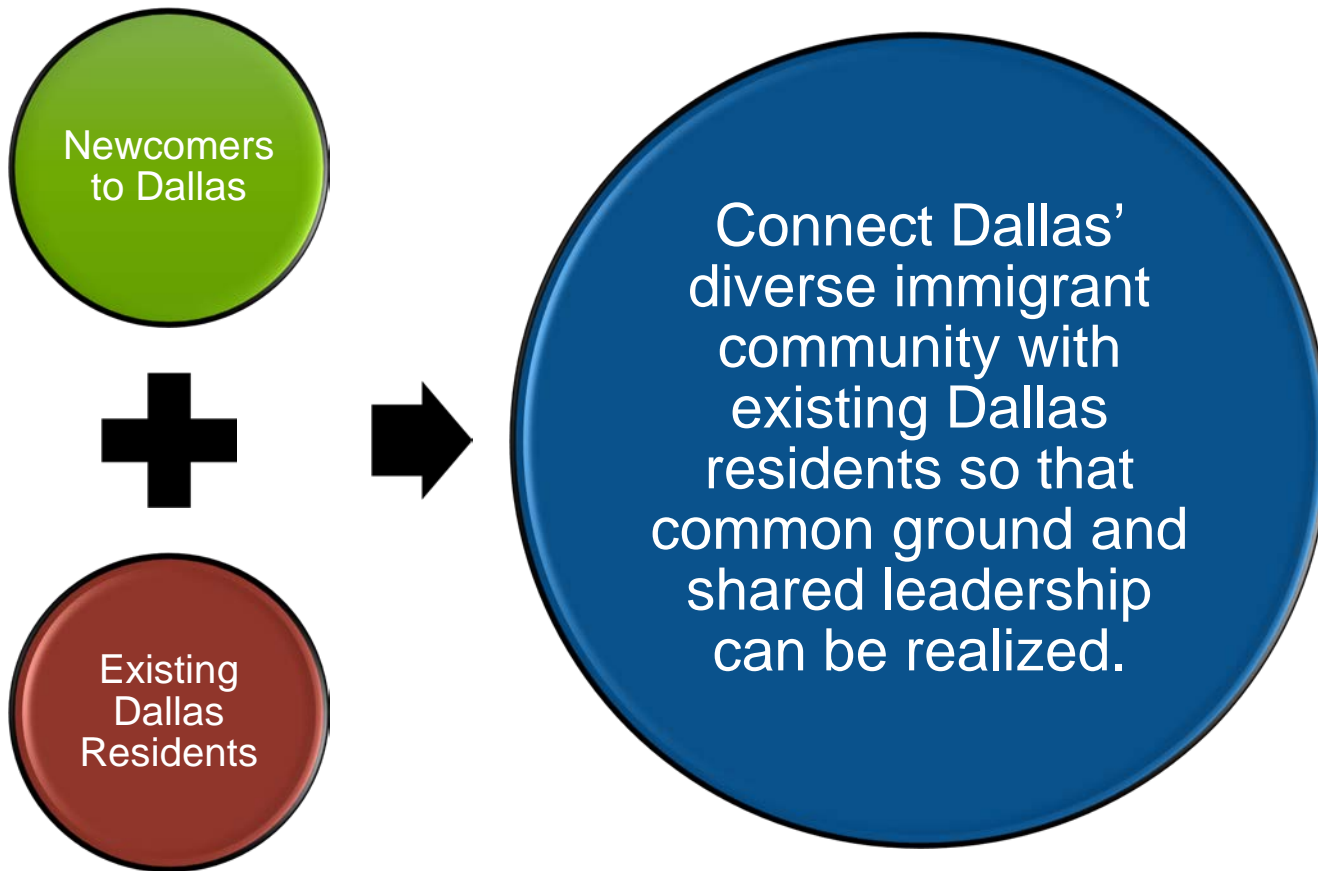 Newcomers
to Dallas
Existing
Dallas
Residents
Connect Dallas’
diverse immigrant
community with
existing Dallas
residents so that
common ground and
shared leadership
can be realized.